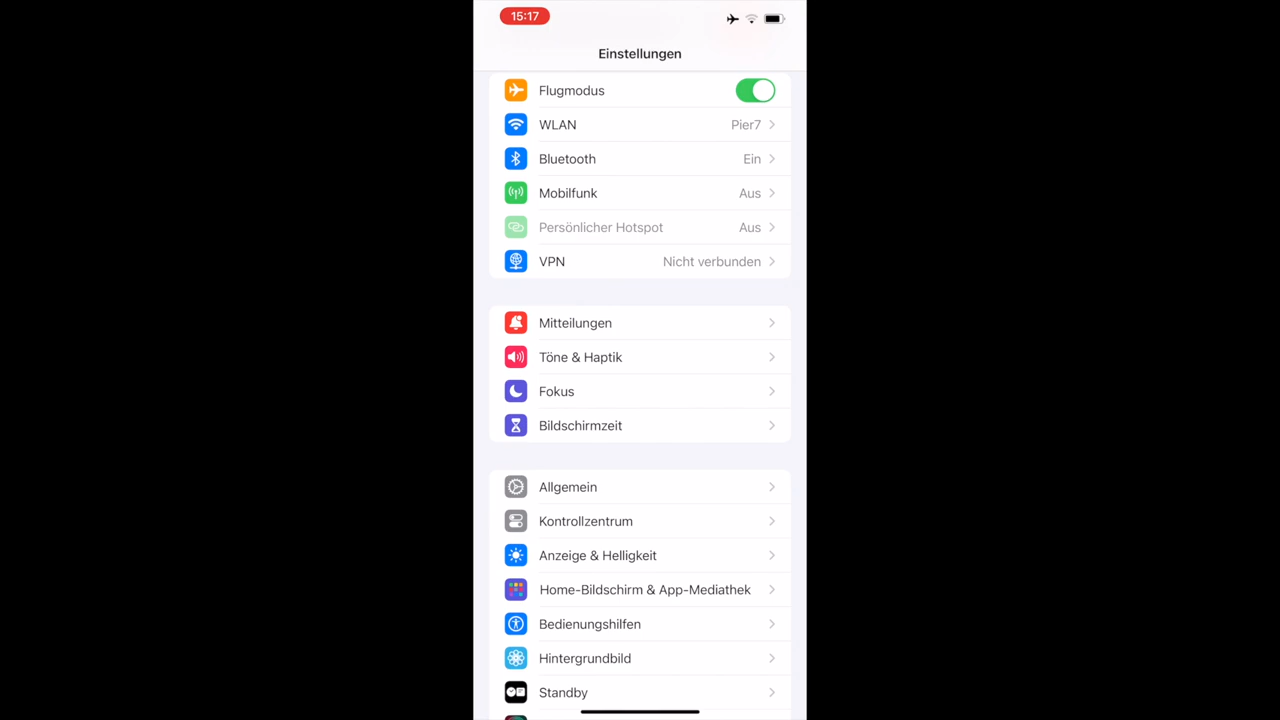 15:17
Einstellungen
Flugmodus
WLAN Pier7
Bluetooth Ein
Mobilfunk Aus
Persönlicher Hotspot Aus
VPN Nicht verbunden
Mitteilungen
Töne & Haptik
Fokus
Bildschirmzeit
Allgemein
Kontrollzentrum
Anzeige & Helligkeit
Home-Bildschirm & App-Mediathek
Bedienungshilfen
Hintergrundbild
Standby